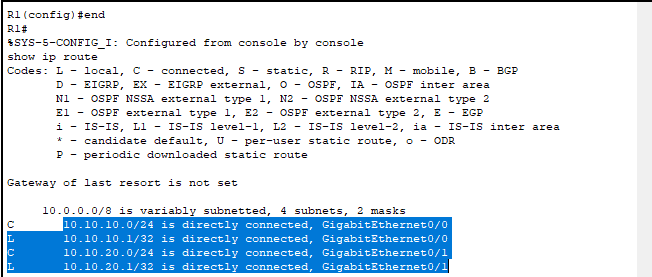 R1(config)#end
R1#
%SYS-5-CONFIG_I: Configured from console by console
show ip route
Codes: L - local, C - connected, S - static, R - RIP, M - mobile, B - BGP
D - EIGRP, EX - EIGRP external, O - OSPF, IA - OSPF inter area
N1 - OSPF NSSA external type 1, N2 - OSPF NSSA external type 2
E1 - OSPF external type 1, E2 - OSPF external type 2, E - EGP
i - IS-IS, L1 - IS-IS level-1, L2 - IS-IS level-2, ia - IS-IS inter area
* - candidate default, U - per-user static route, o - ODR
P - periodic downloaded static route
Gateway of last resort is not set
10.0.0.0/8 is variably subnetted, 4 subnets, 2 masks
C 10.10.10.0/24 is directly connected, GigabitEthernet0/0
L 10.10.10.1/32 is directly connected, GigabitEthernet0/0
C 10.10.20.0/24 is directly connected, GigabitEthernet0/1
L 10.10.20.1/32 is directly connected, GigabitEthernet0/1